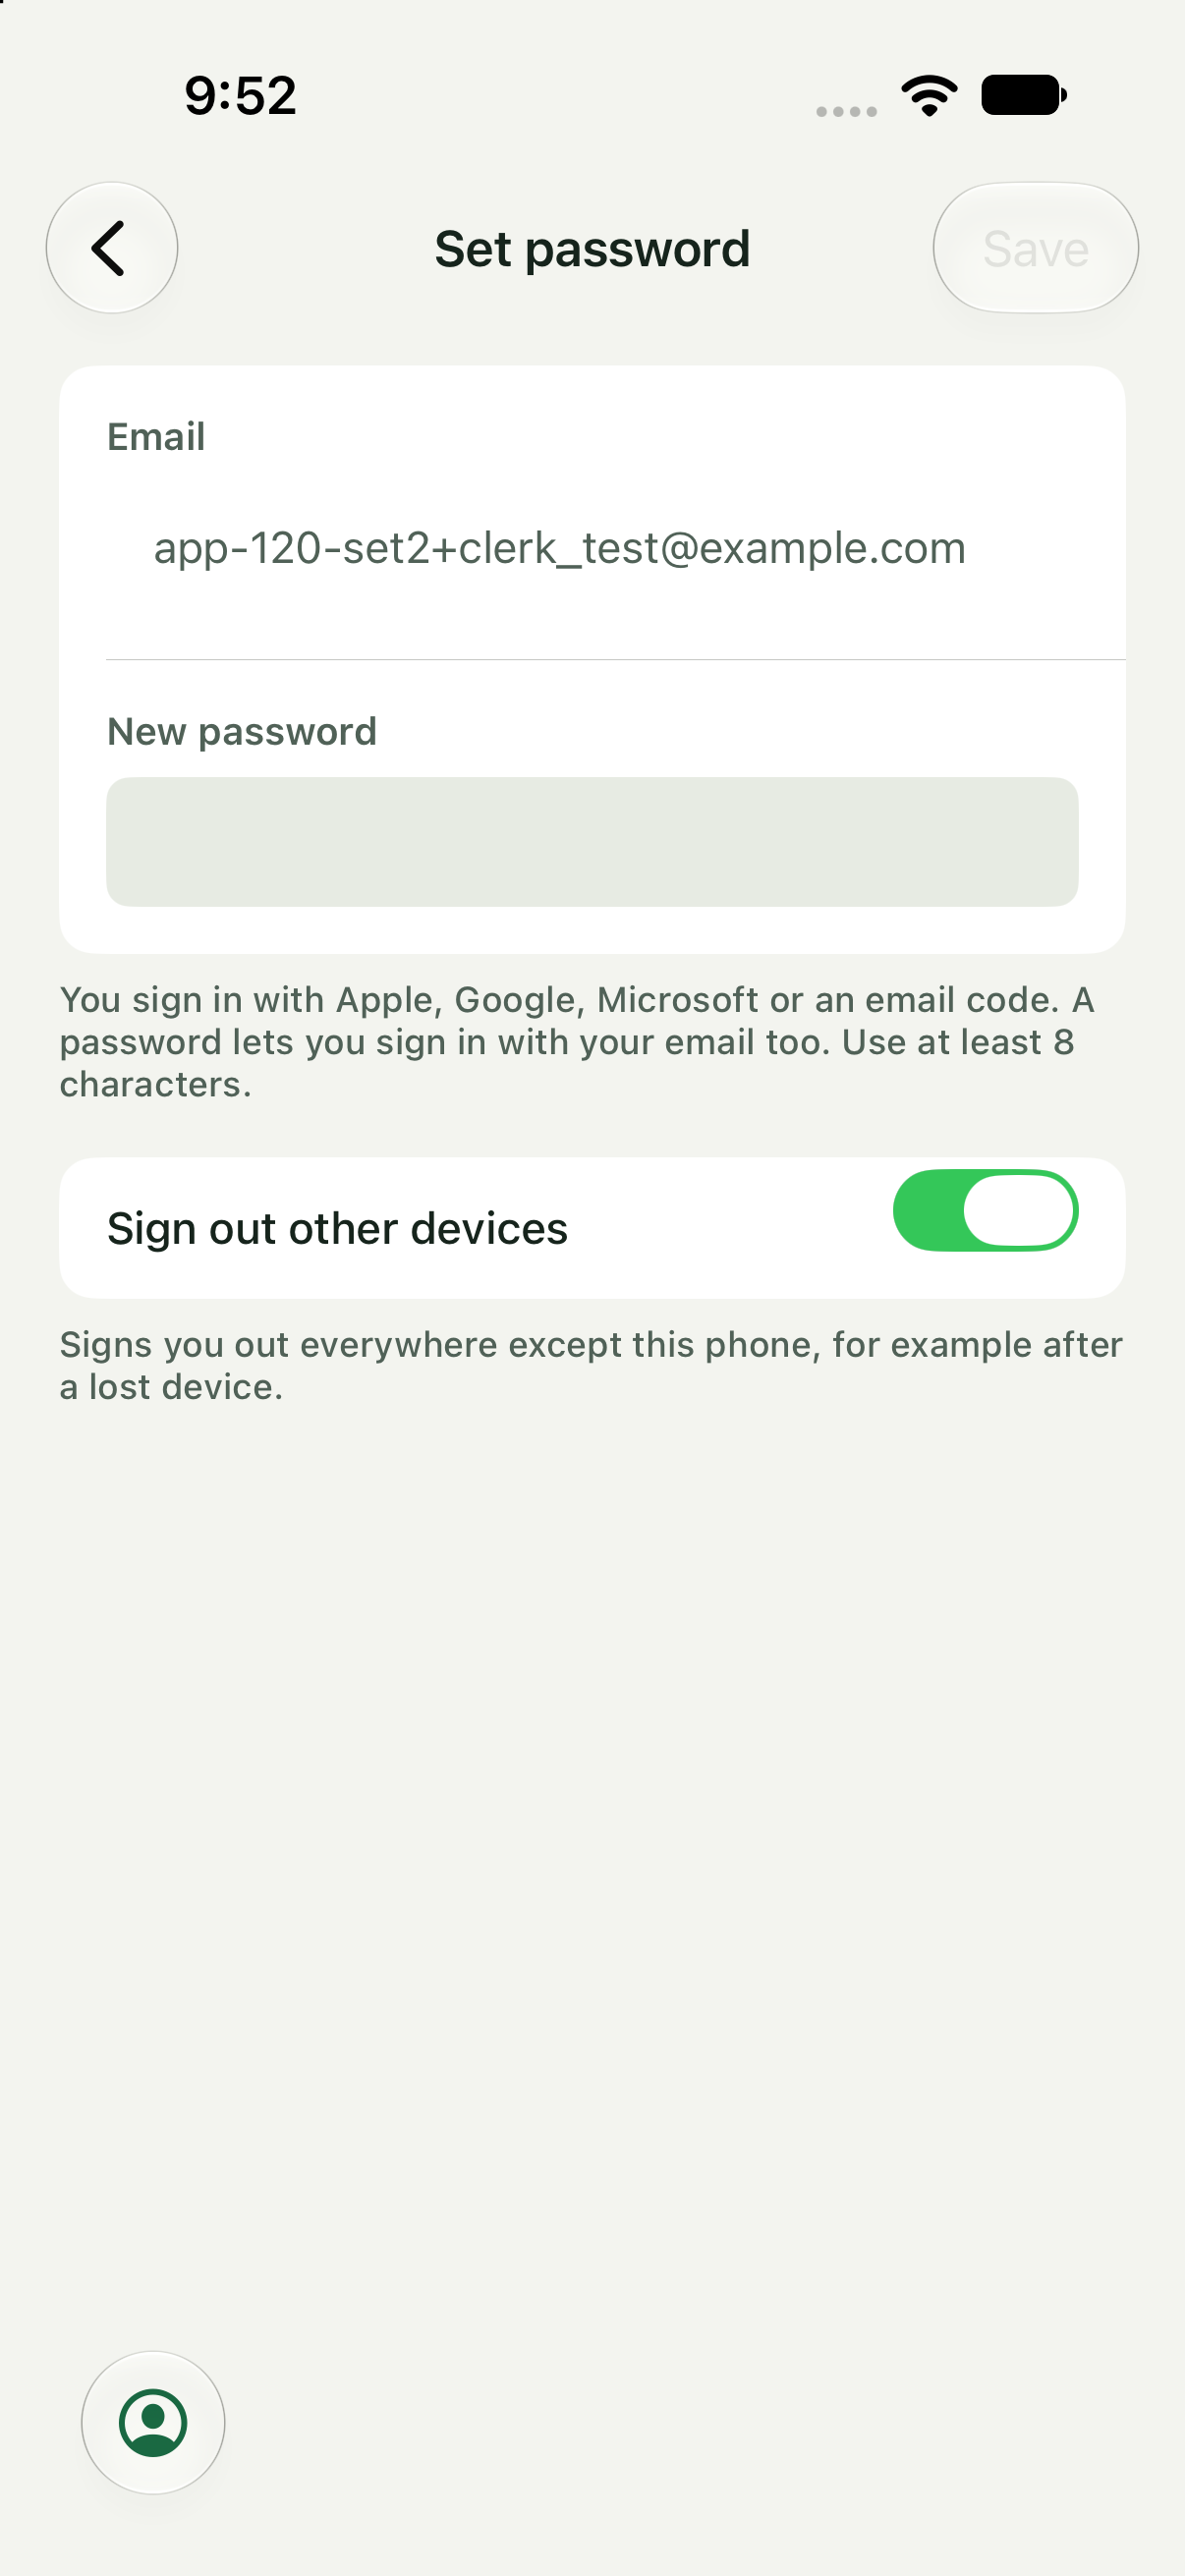 9:52
Set password
Save
Email
app-120-set2+clerk_test@example.com
New password
You sign in with Apple, Google, Microsoft or an email code. A
password lets you sign in with your email too. Use at least 8
characters.
Sign out other devices
Signs you out everywhere except this phone, for example after
a lost device.